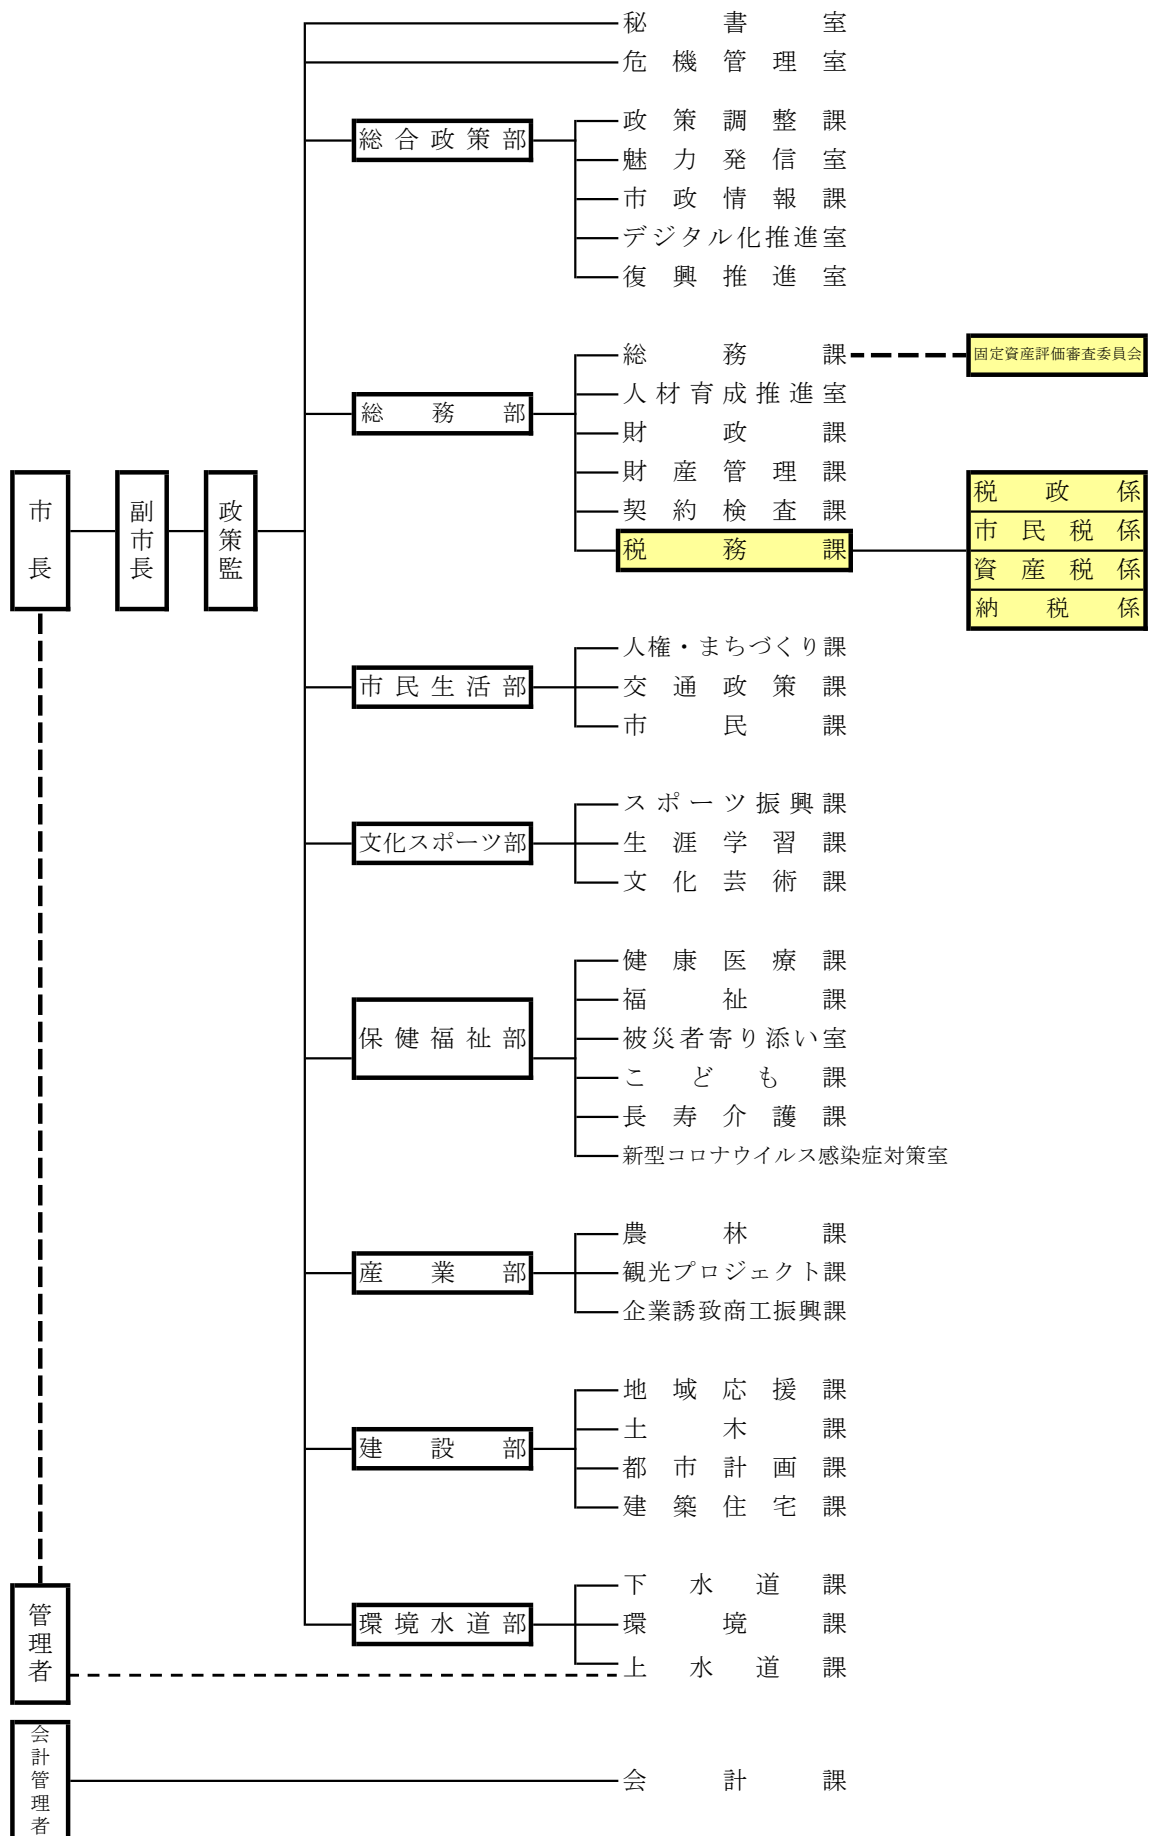 秘書室
危機管理室
総合政策部
政策調整課
魅力発信室
市政情報課
デジタル化推進室
復興推進室
総務部
総務課
固定資産評価審査委員会
人材育成推進室
財政課
財産管理課
契約検査課
税務課
税政係
市民税係
資産税係
納税係
市長
副市長
政策監
市民生活部
人権・まちづくり課
交通政策課
市民課
文化スポーツ部
スポーツ振興課
生涯学習課
文化芸術課
保健福祉部
健康医療課
福祉課
被災者寄り添い室
こども課
長寿介護課
新型コロナウイルス感染症対策室
産業部
農林課
観光プロジェクト課
企業誘致商工振興課
建設部
地域応援課
土木課
都市計画課
建築住宅課
環境水道部
下水道課
環境課
上水道課
管理者
会計管理者
会計課